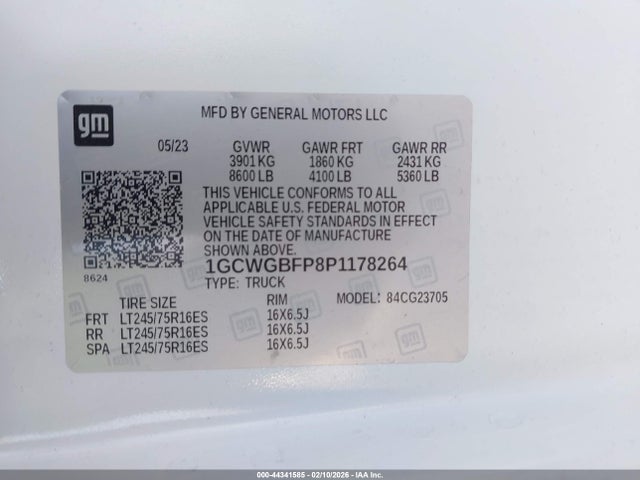 gm
MFD BY GENERAL MOTORS LLC
05/23 GVWR GAWR FRT GAWR RR
3901 KG 1860 KG 2431 KG
8600 LB 4100 LB 5360 LB
THIS VEHICLE CONFORMS TO ALL
APPLICABLE U.S. FEDERAL MOTOR
VEHICLE SAFETY STANDARDS IN EFFECT
ON THE DATE OF MANUFACTURE
SHOWN ABOVE.
8624
1GCWGBFP8P1178264
TYPE: TRUCK
TIRE SIZE RIM MODEL: 84CG23705
FRT LT245/75R16ES 16X6.5J
RR LT245/75R16ES 16X6.5J
SPA LT245/75R16ES 16X6.5J
000-44341585 - 02/10/2026 - IAA Inc.